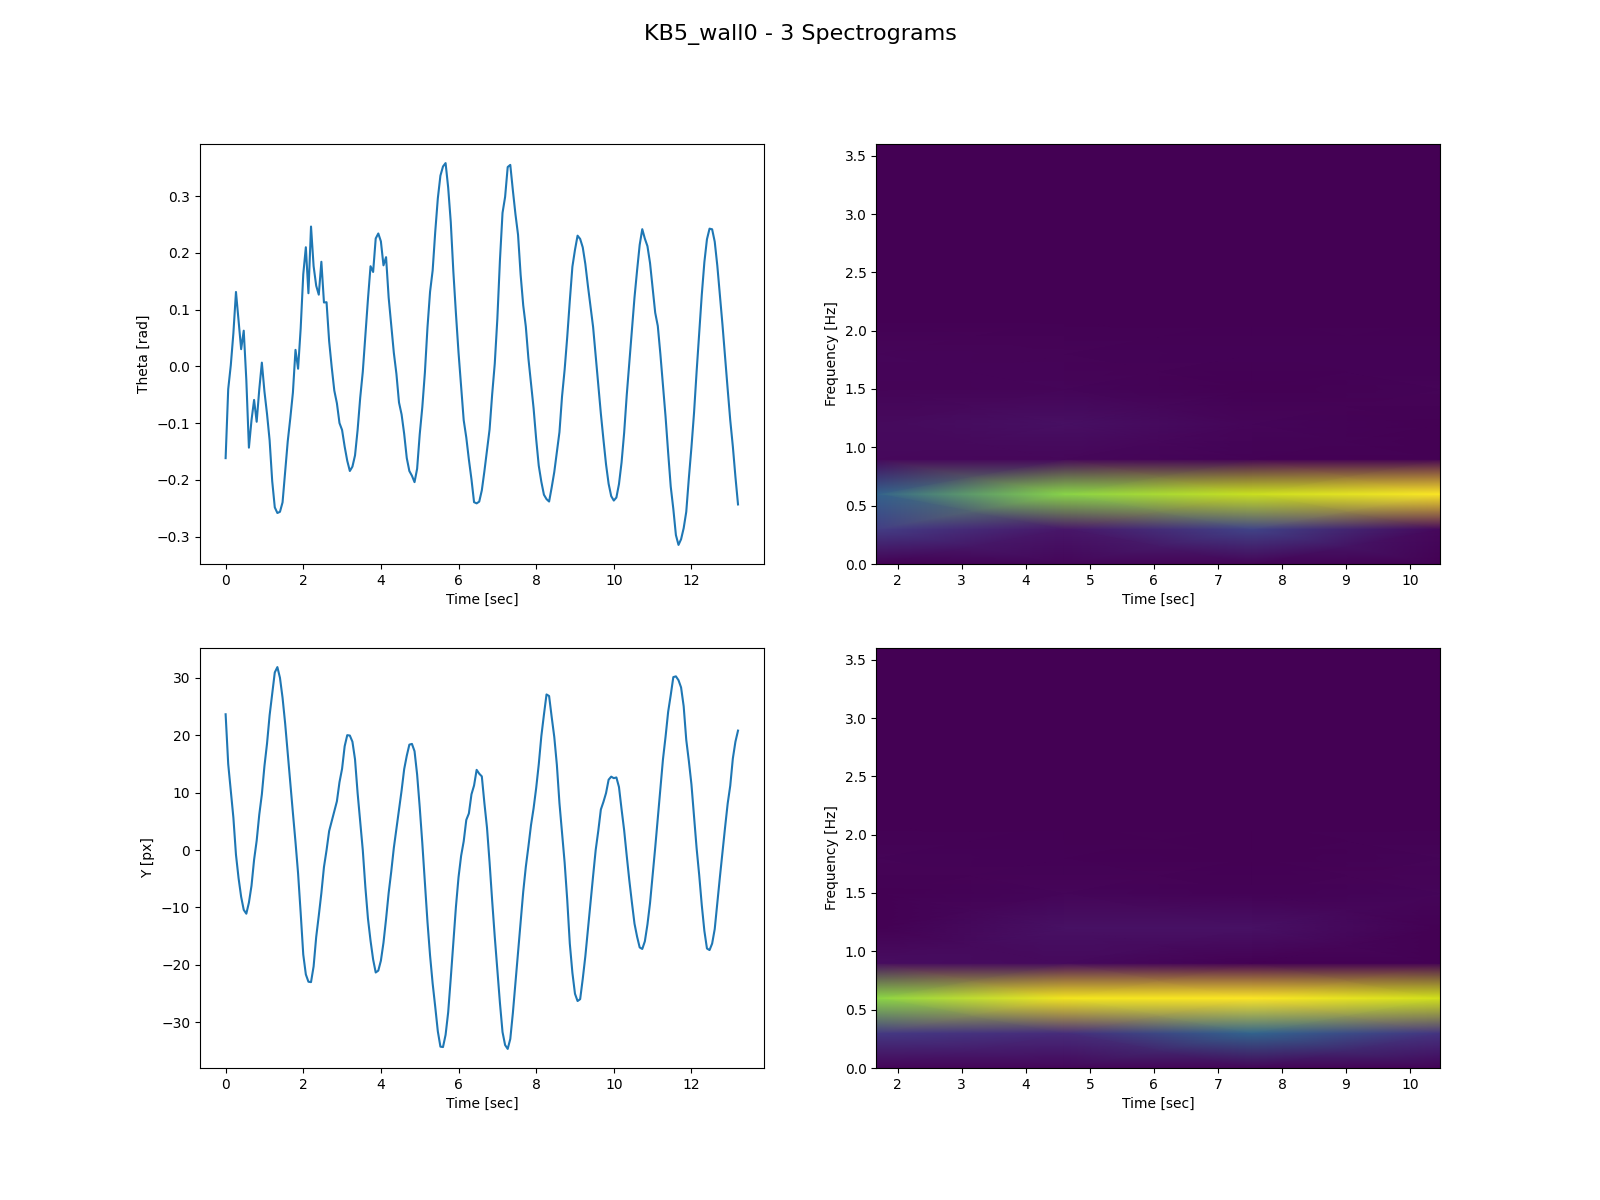 KB5_wall0 - 3 Spectrograms
0.3
0.2
0.1
0.0
−0.1
−0.2
−0.3
Theta [rad]
0 2 4 6 8 10 12
Time [sec]
3.5
3.0
2.5
2.0
1.5
1.0
0.5
0.0
Frequency [Hz]
2 3 4 5 6 7 8 9 10
Time [sec]
30
20
10
0
−10
−20
−30
Y [px]
0 2 4 6 8 10 12
Time [sec]
3.5
3.0
2.5
2.0
1.5
1.0
0.5
0.0
Frequency [Hz]
2 3 4 5 6 7 8 9 10
Time [sec]